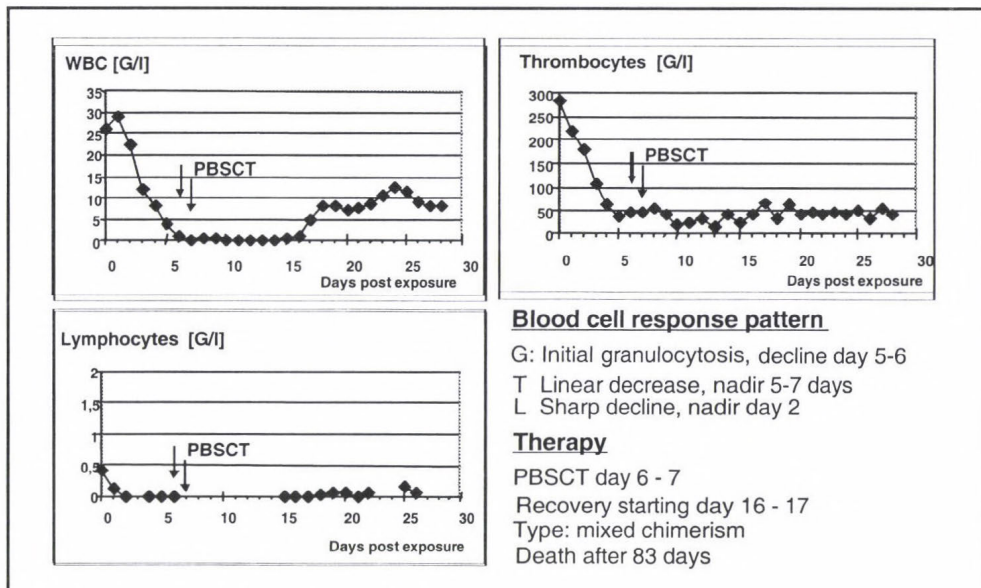 WBC [G/l]
35
30
25
20
15
10
5
0
PBSCT
0 5 10 15 20 25 30
Days post exposure
Thrombocytes [G/l]
300
250
200
150
100
50
0
PBSCT
0 5 10 15 20 25 30
Days post exposure
Lymphocytes [G/l]
2
1,5
1
0,5
0
PBSCT
0 5 10 15 20 25 30
Days post exposure
Blood cell response pattern
G: Initial granulocytosis, decline day 5-6
T Linear decrease, nadir 5-7 days
L Sharp decline, nadir day 2
Therapy
PBSCT day 6 - 7
Recovery starting day 16 - 17
Type: mixed chimerism
Death after 83 days